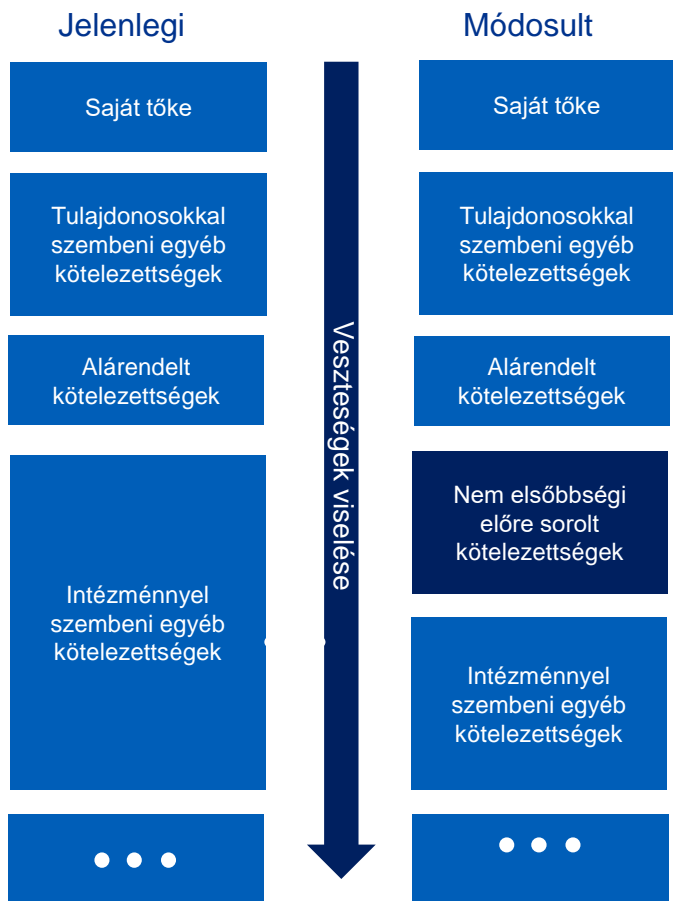 Jelenlegi
Saját tőke
Tulajdonosokkal
szembeni egyéb
kötelezettségek
Alárendelt
kötelezettségek
Intézménnyel
szembeni egyéb
kötelezettségek
Veszteségek viselése
Módosult
Saját tőke
Tulajdonosokkal
szembeni egyéb
kötelezettségek
Alárendelt
kötelezettségek
Nem elsőbbségi
előre sorolt
kötelezettségek
Intézménnyel
szembeni egyéb
kötelezettségek